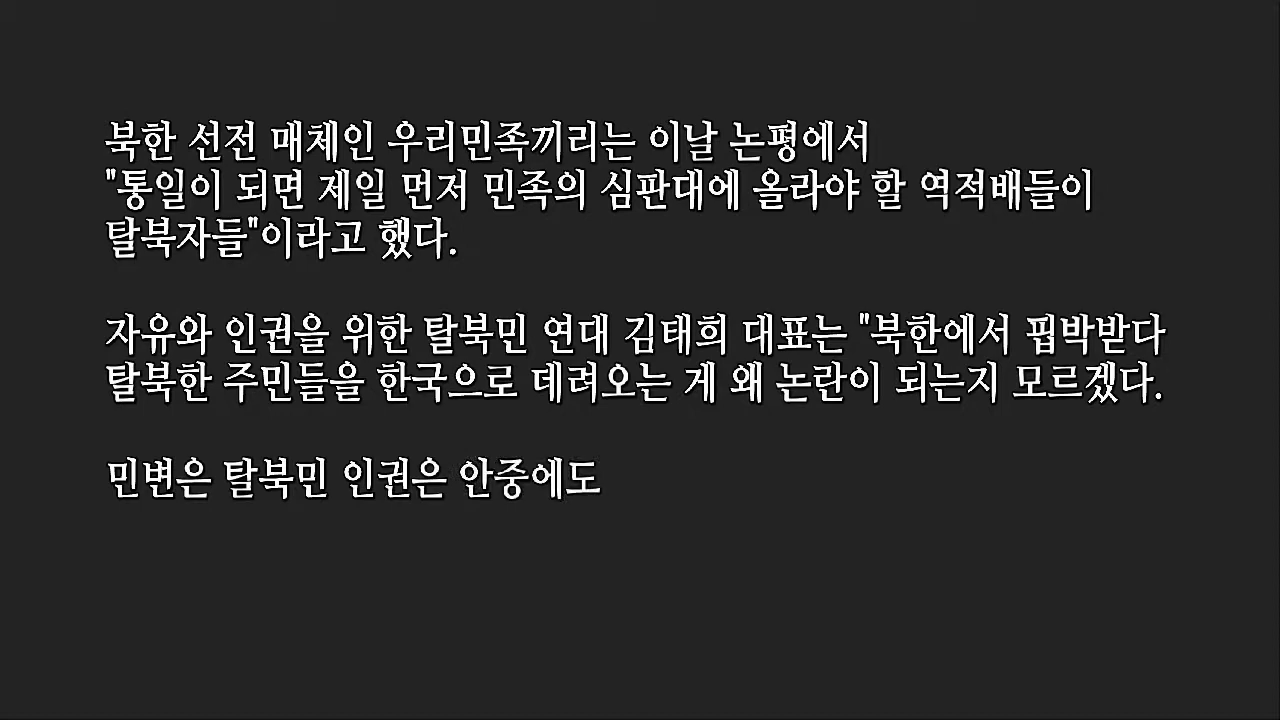 북한 선전 매체인 우리민족끼리는 이날 논평에서
"통일이 되면 제일 먼저 민족의 심판대에 올라야 할 역적배들이
탈북자들"이라고 했다.
자유와 인권을 위한 탈북민 연대 김태희 대표는 "북한에서 핍박받다
탈북한 주민들을 한국으로 데려오는 게 왜 논란이 되는지 모르겠다.
민변은 탈북민 인권은 안중에도